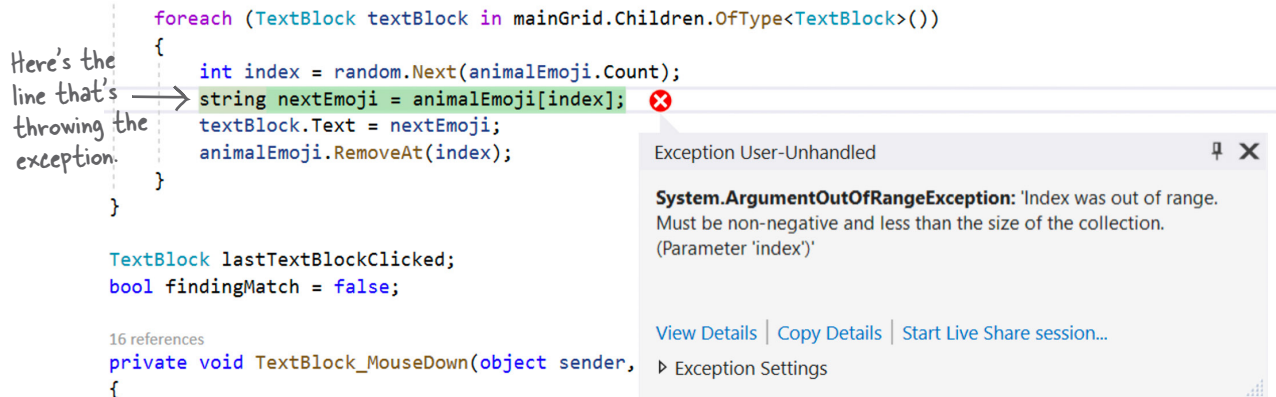 foreach (TextBlock textBlock in mainGrid.Children.OfType<TextBlock>())
{
Here's the
line that's
throwing the
exception.
int index = random.Next(animalEmoji.Count);
string nextEmoji = animalEmoji[index];
textBlock.Text = nextEmoji;
animalEmoji.RemoveAt(index);
}
}
TextBlock lastTextBlockClicked;
bool findingMatch = false;
16 references
private void TextBlock_MouseDown(object sender,
{
Exception User-Unhandled
System.ArgumentOutOfRangeException: 'Index was out of range.
Must be non-negative and less than the size of the collection.
(Parameter 'index')'
View Details | Copy Details | Start Live Share session...
Exception Settings